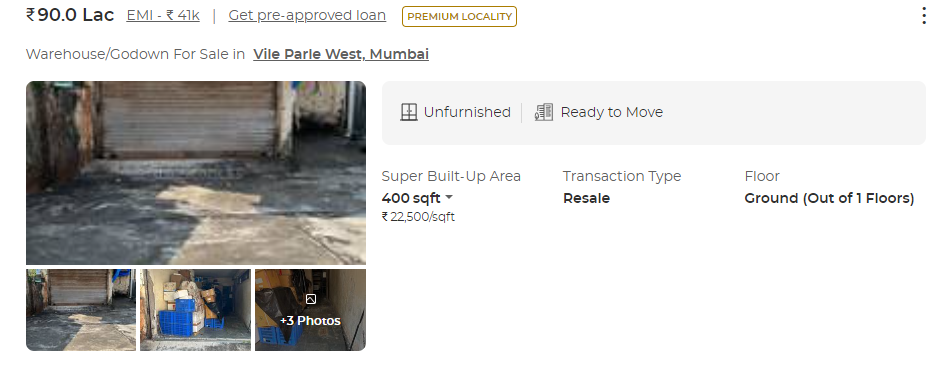 ₹90.0 Lac EMI - ₹ 41k | Get pre-approved loan PREMIUM LOCALITY
Warehouse/Godown For Sale in Vile Parle West, Mumbai
Unfurnished Ready to Move
Super Built-Up Area Transaction Type Floor
400 sqft Resale Ground (Out of 1 Floors)
₹ 22,500/sqft
+3 Photos